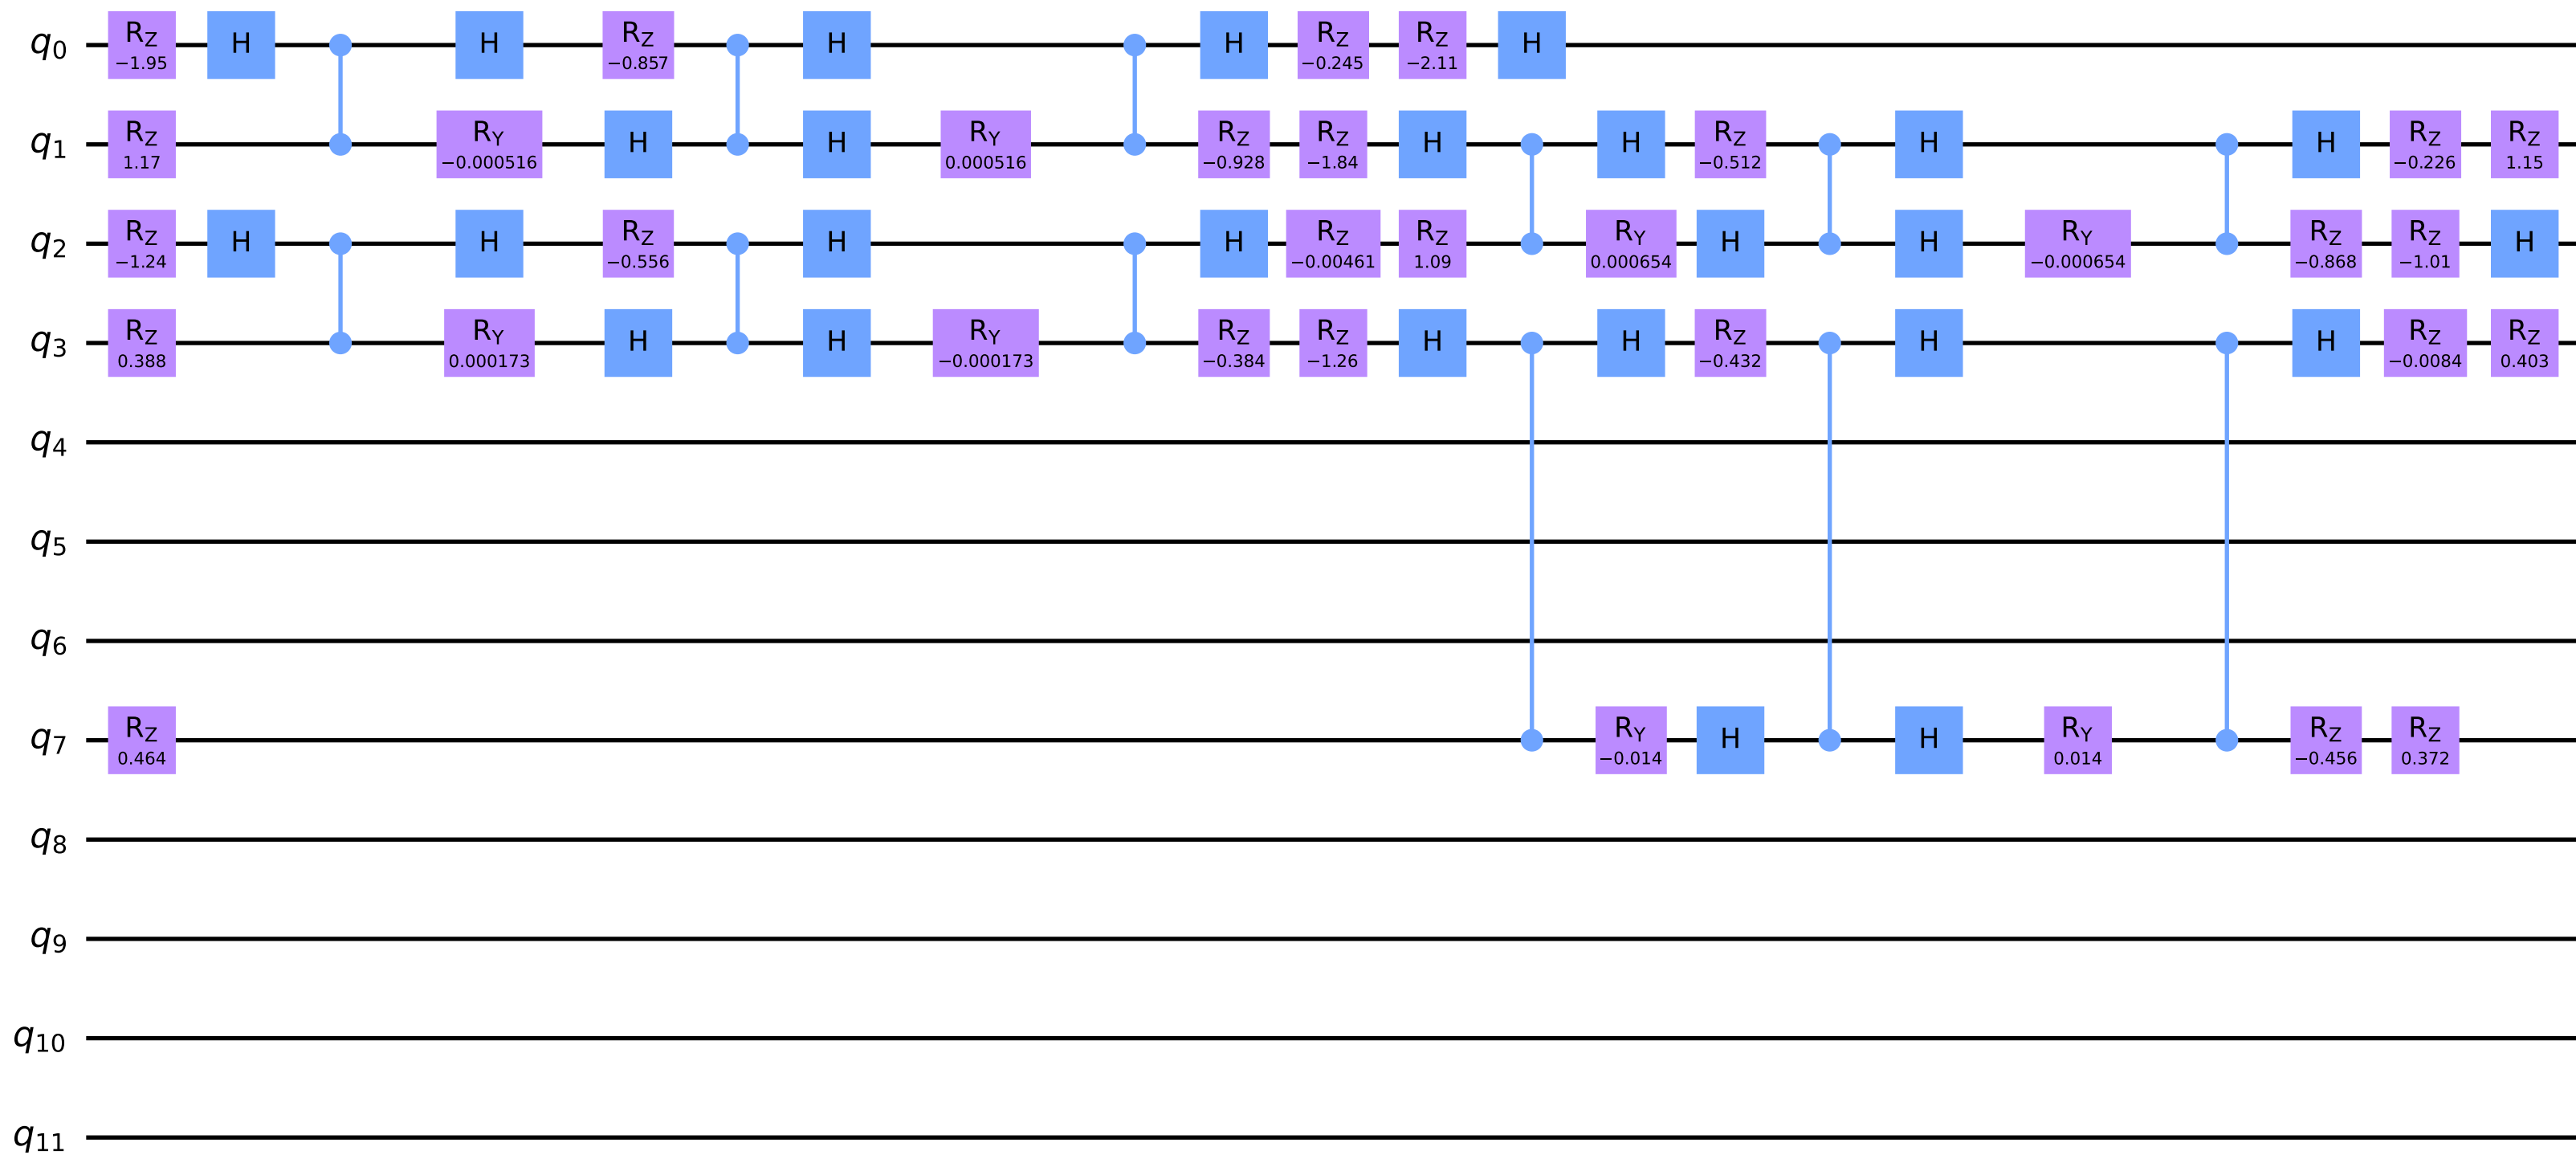 q0 RZ −1.95 H H RZ −0.857 H H RZ −0.245 RZ −2.11 H
q1 RZ 1.17 RY −0.000516 H H RY 0.000516 RZ −0.928 RZ −1.84 H H RZ −0.512 H H RZ −0.226 RZ 1.15
q2 RZ −1.24 H H RZ −0.556 H H RZ −0.00461 RZ 1.09 RY 0.000654 H H RY −0.000654 RZ −0.868 RZ −1.01 H
q3 RZ 0.388 RY 0.000173 H H RY −0.000173 RZ −0.384 RZ −1.26 H H RZ −0.432 H H RZ −0.0084 RZ 0.403
q4
q5
q6
q7 RZ 0.464 RY −0.014 H H RY 0.014 RZ −0.456 RZ 0.372
q8
q9
q10
q11